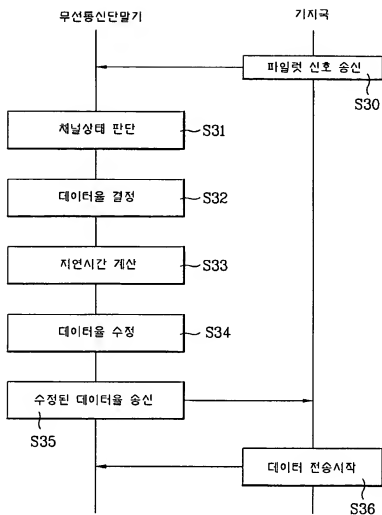 무선통신단말기
기지국
파일럿 신호 송신
S30
채널상태 판단
S31
데이터율 결정
S32
지연시간 계산
S33
데이터율 수정
S34
수정된 데이터율 송신
S35
데이터 전송시작
S36